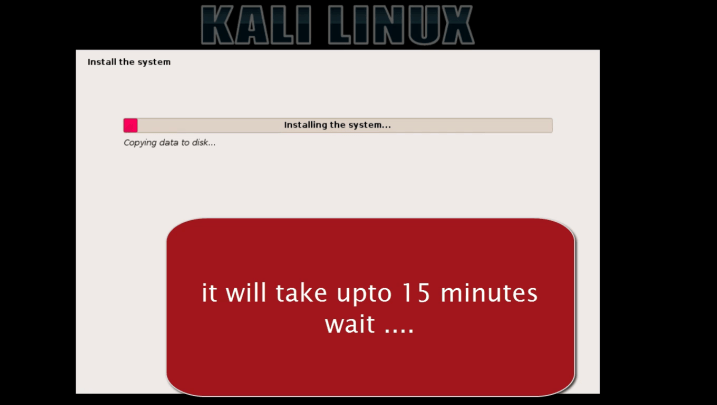 KALI LINUX
Install the system
Installing the system...
Copying data to disk...
it will take upto 15 minutes
wait ....